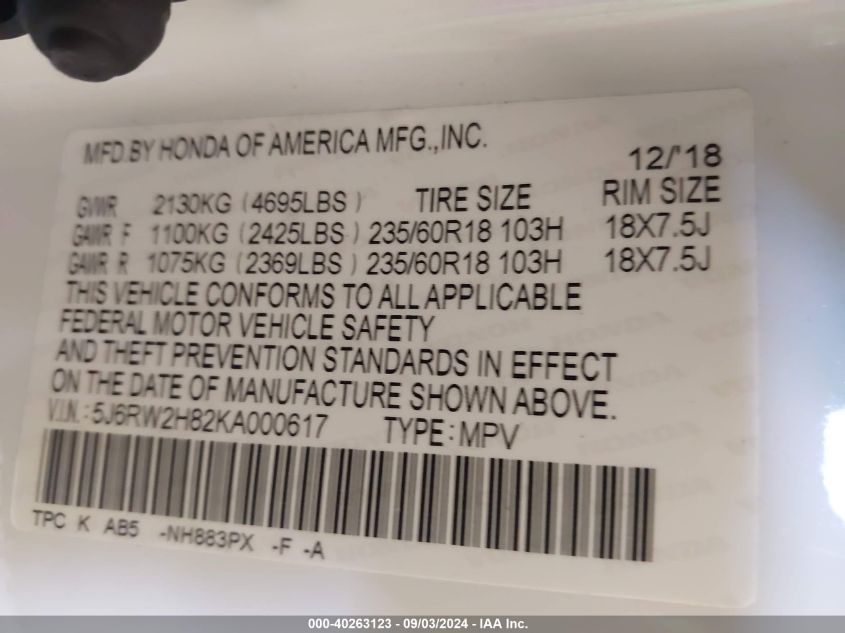 MFD.BY HONDA OF AMERICA MFG.,INC.
12/'18
GVWR 2130KG (4695LBS) TIRE SIZE RIM SIZE
GAWR F 1100KG (2425LBS) 235/60R18 103H 18X7.5J
GAWR R 1075KG (2369LBS) 235/60R18 103H 18X7.5J
THIS VEHICLE CONFORMS TO ALL APPLICABLE
FEDERAL MOTOR VEHICLE SAFETY
AND THEFT PREVENTION STANDARDS IN EFFECT
ON THE DATE OF MANUFACTURE SHOWN ABOVE.
V.I.N.: 5J6RW2H82KA000617 TYPE: MPV
TPC K AB5 -NH883PX -F -A
000-40263123 - 09/03/2024 - IAA Inc.